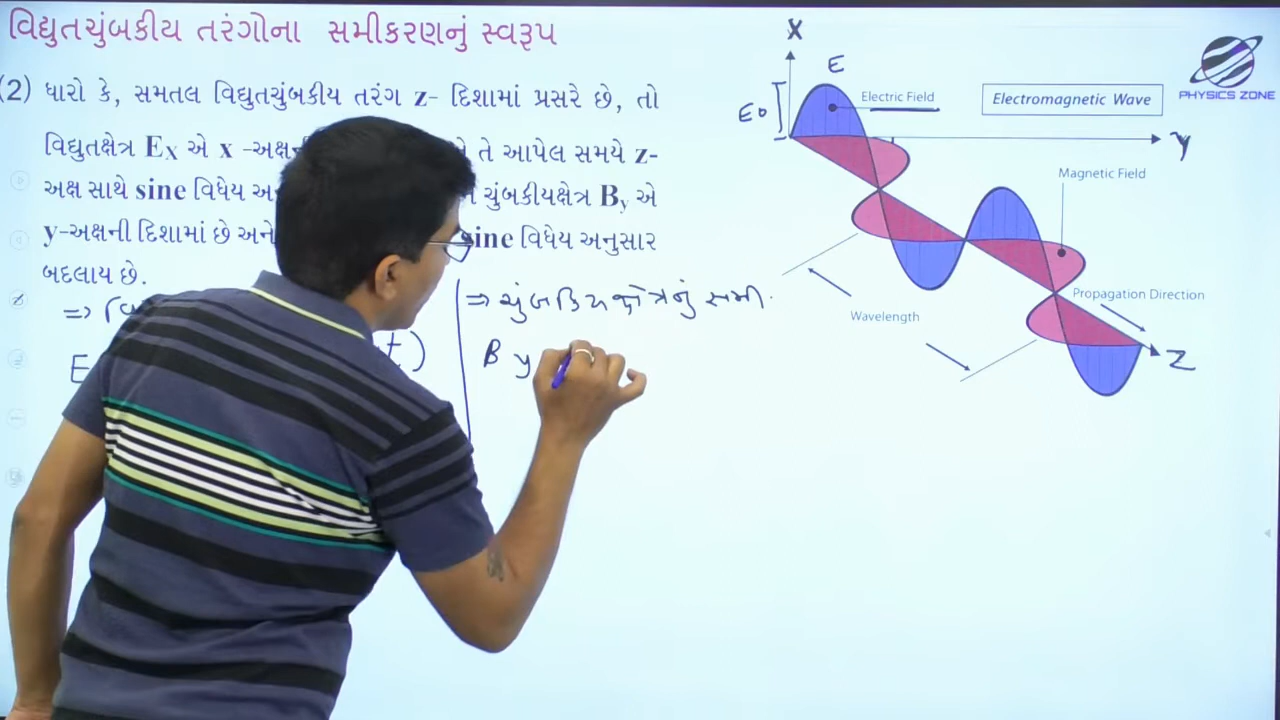 વિદ્યુતચુંબકીય તરંગોના સમીકરણનું સ્વરૂપ
(2) ધારો કે, સમતલ વિદ્યુતચુંબકીય તરંગ z- દિશામાં પ્રસરે છે, તો
વિદ્યુતક્ષેત્ર Ex એ x -અક્ષની તે આપેલ સમયે z-
અક્ષ સાથે sine વિધેય ચુંબકીયક્ષેત્ર By એ
y-અક્ષની દિશામાં છે અને sine વિધેય અનુસાર
બદલાય છે.
⇒
E t)
⇒ ચુંબકિયક્ષેત્રનું સમી.
B y
X
E
E0
Electric Field
Electromagnetic Wave
PHYSICS ZONE
Y
Magnetic Field
Propagation Direction
Wavelength
Z